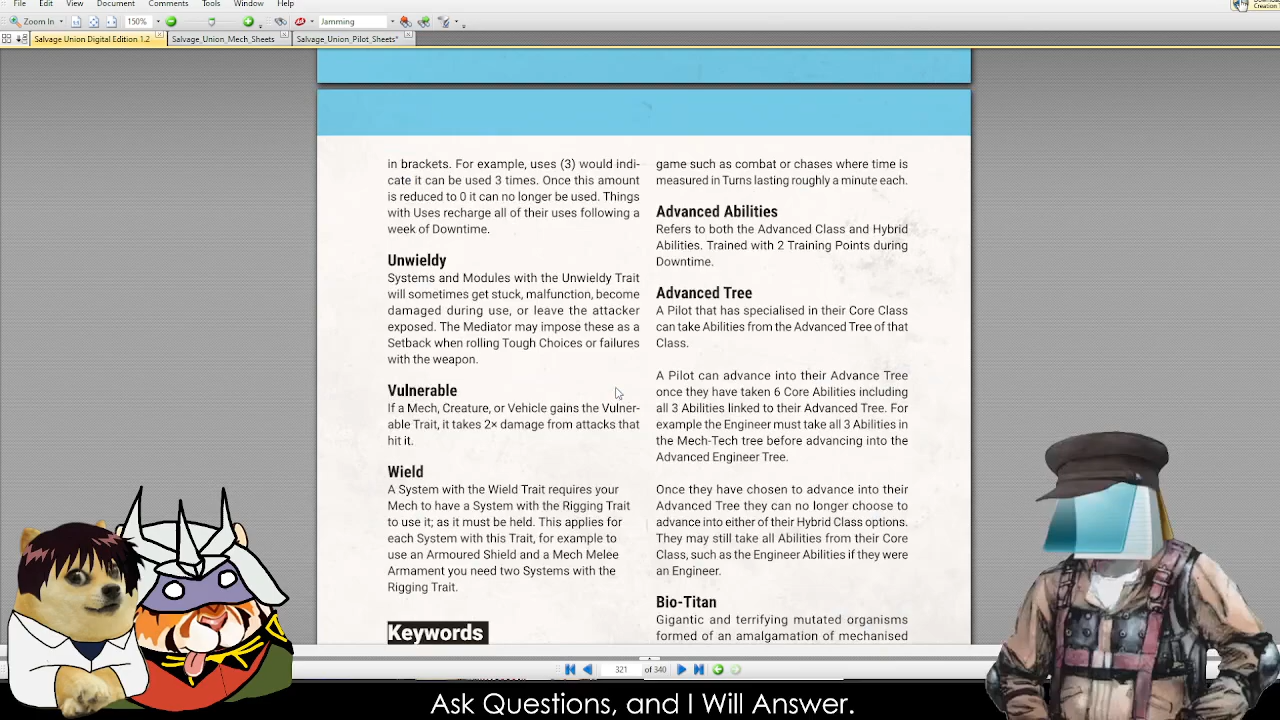 File Edit View Document Comments Tools Window Help
Zoom In 150% Jamming
Creation
Salvage Union Digital Edition 1.2 Salvage_Union_Mech_Sheets Salvage_Union_Pilot_Sheets*
in brackets. For example, uses (3) would indi-
cate it can be used 3 times. Once this amount
is reduced to 0 it can no longer be used. Things
with Uses recharge all of their uses following a
week of Downtime.
Unwieldy
Systems and Modules with the Unwieldy Trait
will sometimes get stuck, malfunction, become
damaged during use, or leave the attacker
exposed. The Mediator may impose these as a
Setback when rolling Tough Choices or failures
with the weapon.
Vulnerable
If a Mech, Creature, or Vehicle gains the Vulner-
able Trait, it takes 2× damage from attacks that
hit it.
Wield
A System with the Wield Trait requires your
Mech to have a System with the Rigging Trait
to use it; as it must be held. This applies for
each System with this Trait, for example to
use an Armoured Shield and a Mech Melee
Armament you need two Systems with the
Rigging Trait.
Keywords
game such as combat or chases where time is
measured in Turns lasting roughly a minute each.
Advanced Abilities
Refers to both the Advanced Class and Hybrid
Abilities. Trained with 2 Training Points during
Downtime.
Advanced Tree
A Pilot that has specialised in their Core Class
can take Abilities from the Advanced Tree of that
Class.
A Pilot can advance into their Advance Tree
once they have taken 6 Core Abilities including
all 3 Abilities linked to their Advanced Tree. For
example the Engineer must take all 3 Abilities in
the Mech-Tech tree before advancing into the
Advanced Engineer Tree.
Once they have chosen to advance into their
Advanced Tree they can no longer choose to
advance into either of their Hybrid Class options.
They may still take all Abilities from their Core
Class, such as the Engineer Abilities if they were
an Engineer.
Bio-Titan
Gigantic and terrifying mutated organisms
formed of an amalgamation of mechanised
321 of 340
Ask Questions, and I Will Answer.